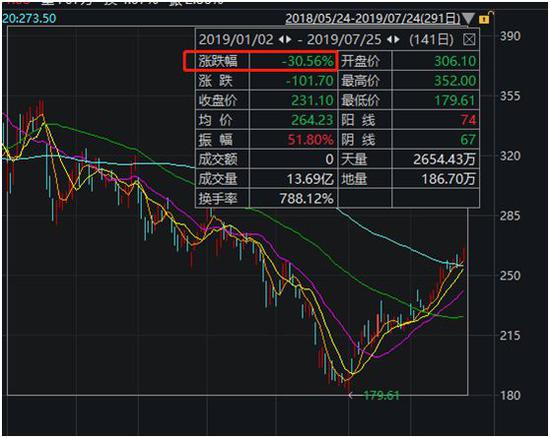 20:273.50
2018/05/24-2019/07/24(291日)
2019/01/02 - 2019/07/25 (141日)
涨跌幅 -30.56% 开盘价 306.10
涨 跌 -101.70 最高价 352.00
收盘价 231.10 最低价 179.61
均 价 264.23 阳 线 74
振 幅 51.80% 阴 线 67
成交额 0 天量 2654.43万
成交量 13.69亿 地量 186.70万
换手率 788.12%
390
355
320
285
250
215
180
179.61